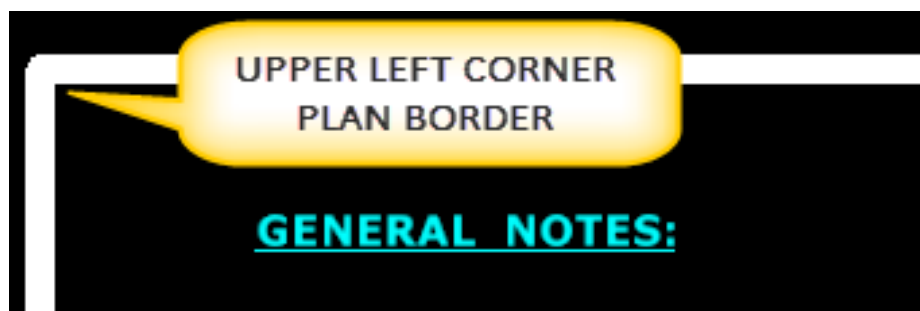 UPPER LEFT CORNER
PLAN BORDER
GENERAL NOTES: